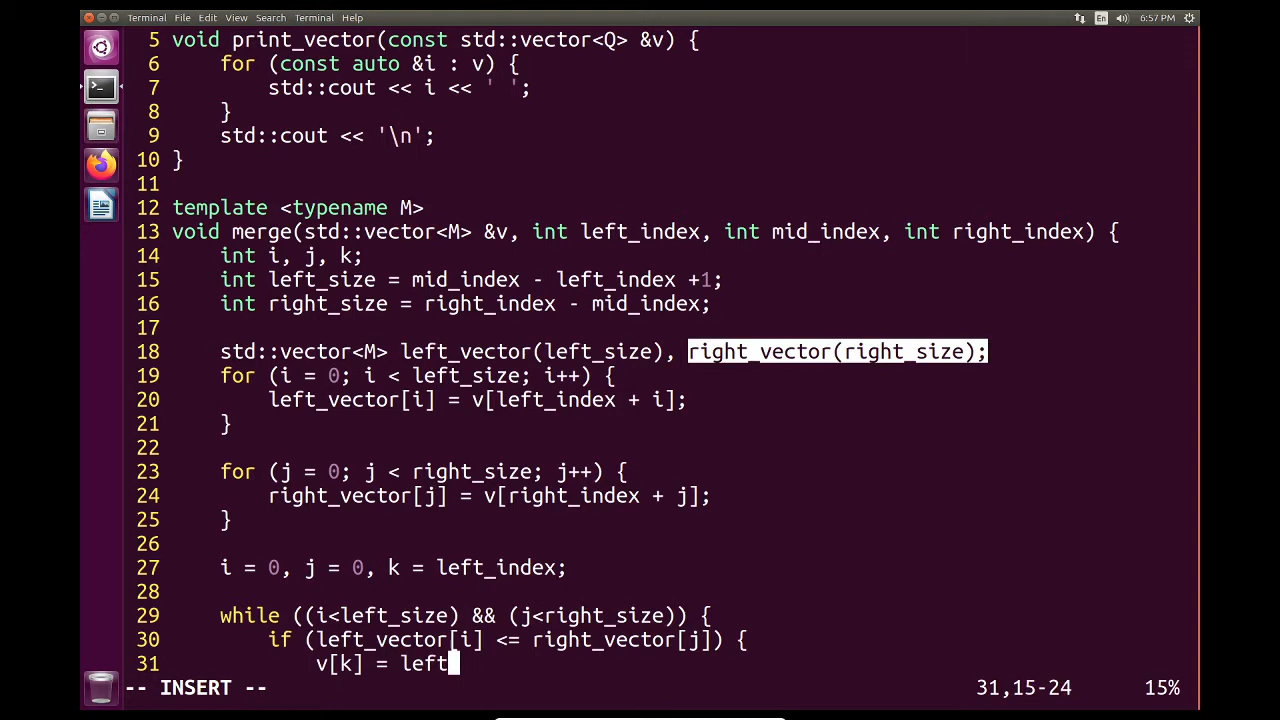 Terminal File Edit View Search Terminal Help En 6:57 PM
5 void print_vector(const std::vector<Q> &v) {
6     for (const auto &i : v) {
7         std::cout << i << ' ';
8     }
9     std::cout << '\n';
10 }
11
12 template <typename M>
13 void merge(std::vector<M> &v, int left_index, int mid_index, int right_index) {
14     int i, j, k;
15     int left_size = mid_index - left_index +1;
16     int right_size = right_index - mid_index;
17
18     std::vector<M> left_vector(left_size), right_vector(right_size);
19     for (i = 0; i < left_size; i++) {
20         left_vector[i] = v[left_index + i];
21     }
22
23     for (j = 0; j < right_size; j++) {
24         right_vector[j] = v[right_index + j];
25     }
26
27     i = 0, j = 0, k = left_index;
28
29     while ((i<left_size) && (j<right_size)) {
30         if (left_vector[i] <= right_vector[j]) {
31             v[k] = left
-- INSERT -- 31,15-24 15%